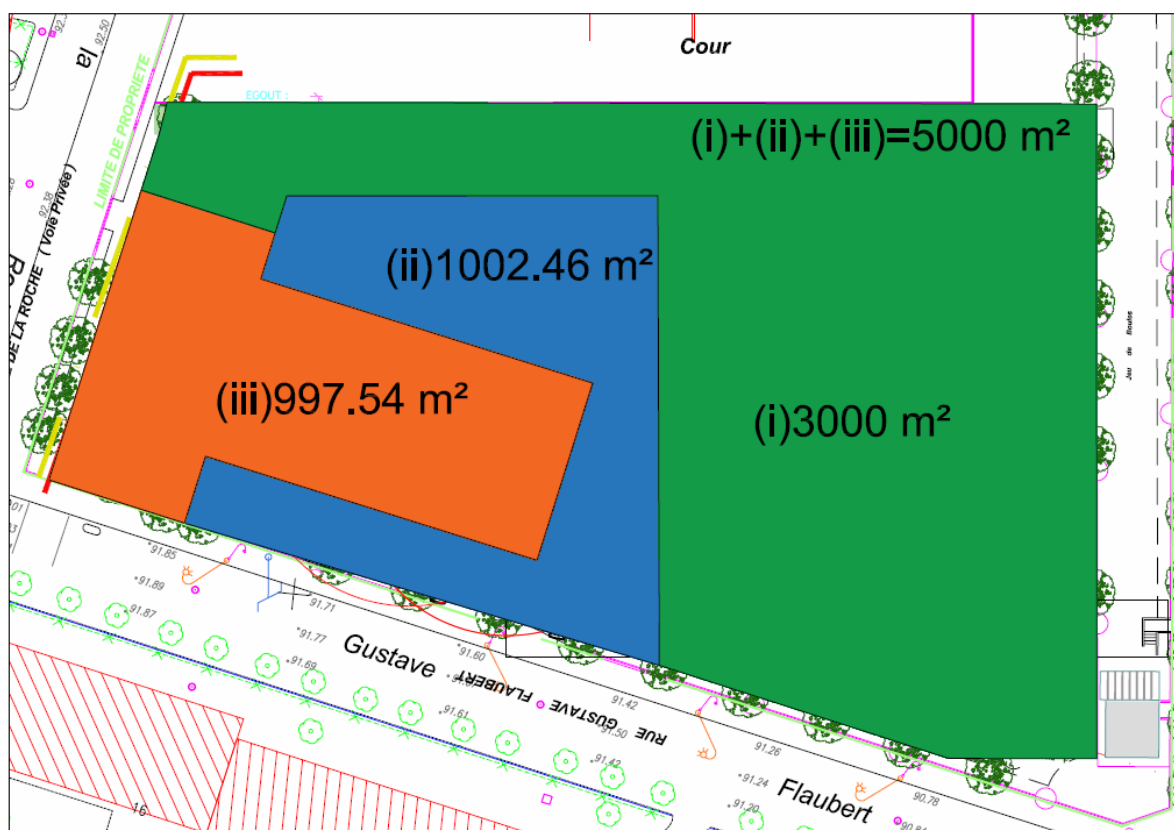 92.50
la
Cour
LIMITE DE PROPRIETE
EGOUT :
(i)+(ii)+(iii)=5000 m²
92.38
DE LA ROCHE ( Voie Privée )
(ii)1002.46 m²
Jeu de Boules
(iii)997.54 m²
(i)3000 m²
91.85
91.89
91.87
91.71
91.77
91.69
Gustave
91.60
91.61
RUE GUSTAVE FLAUBERT
91.42
91.50
91.42
91.26
91.24
91.20
Flaubert
90.78
16